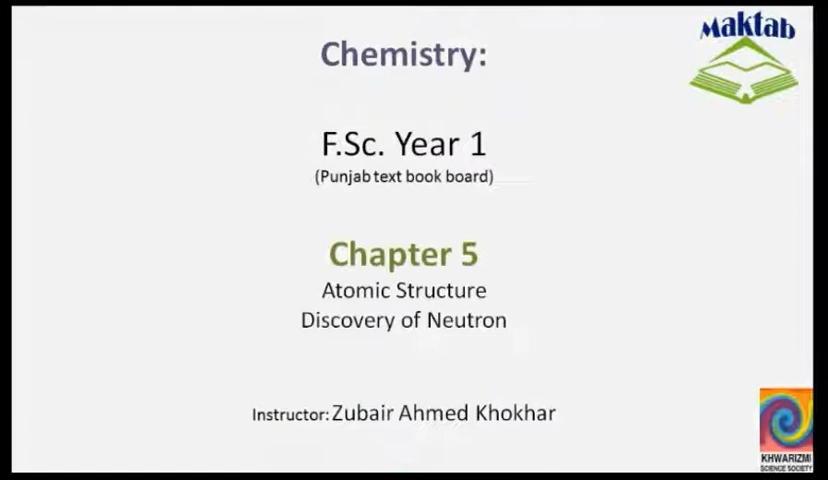 Maktab
Chemistry:
F.Sc. Year 1
(Punjab text book board)
Chapter 5
Atomic Structure
Discovery of Neutron
Instructor: Zubair Ahmed Khokhar
KHWARIZMI
SCIENCE SOCIETY